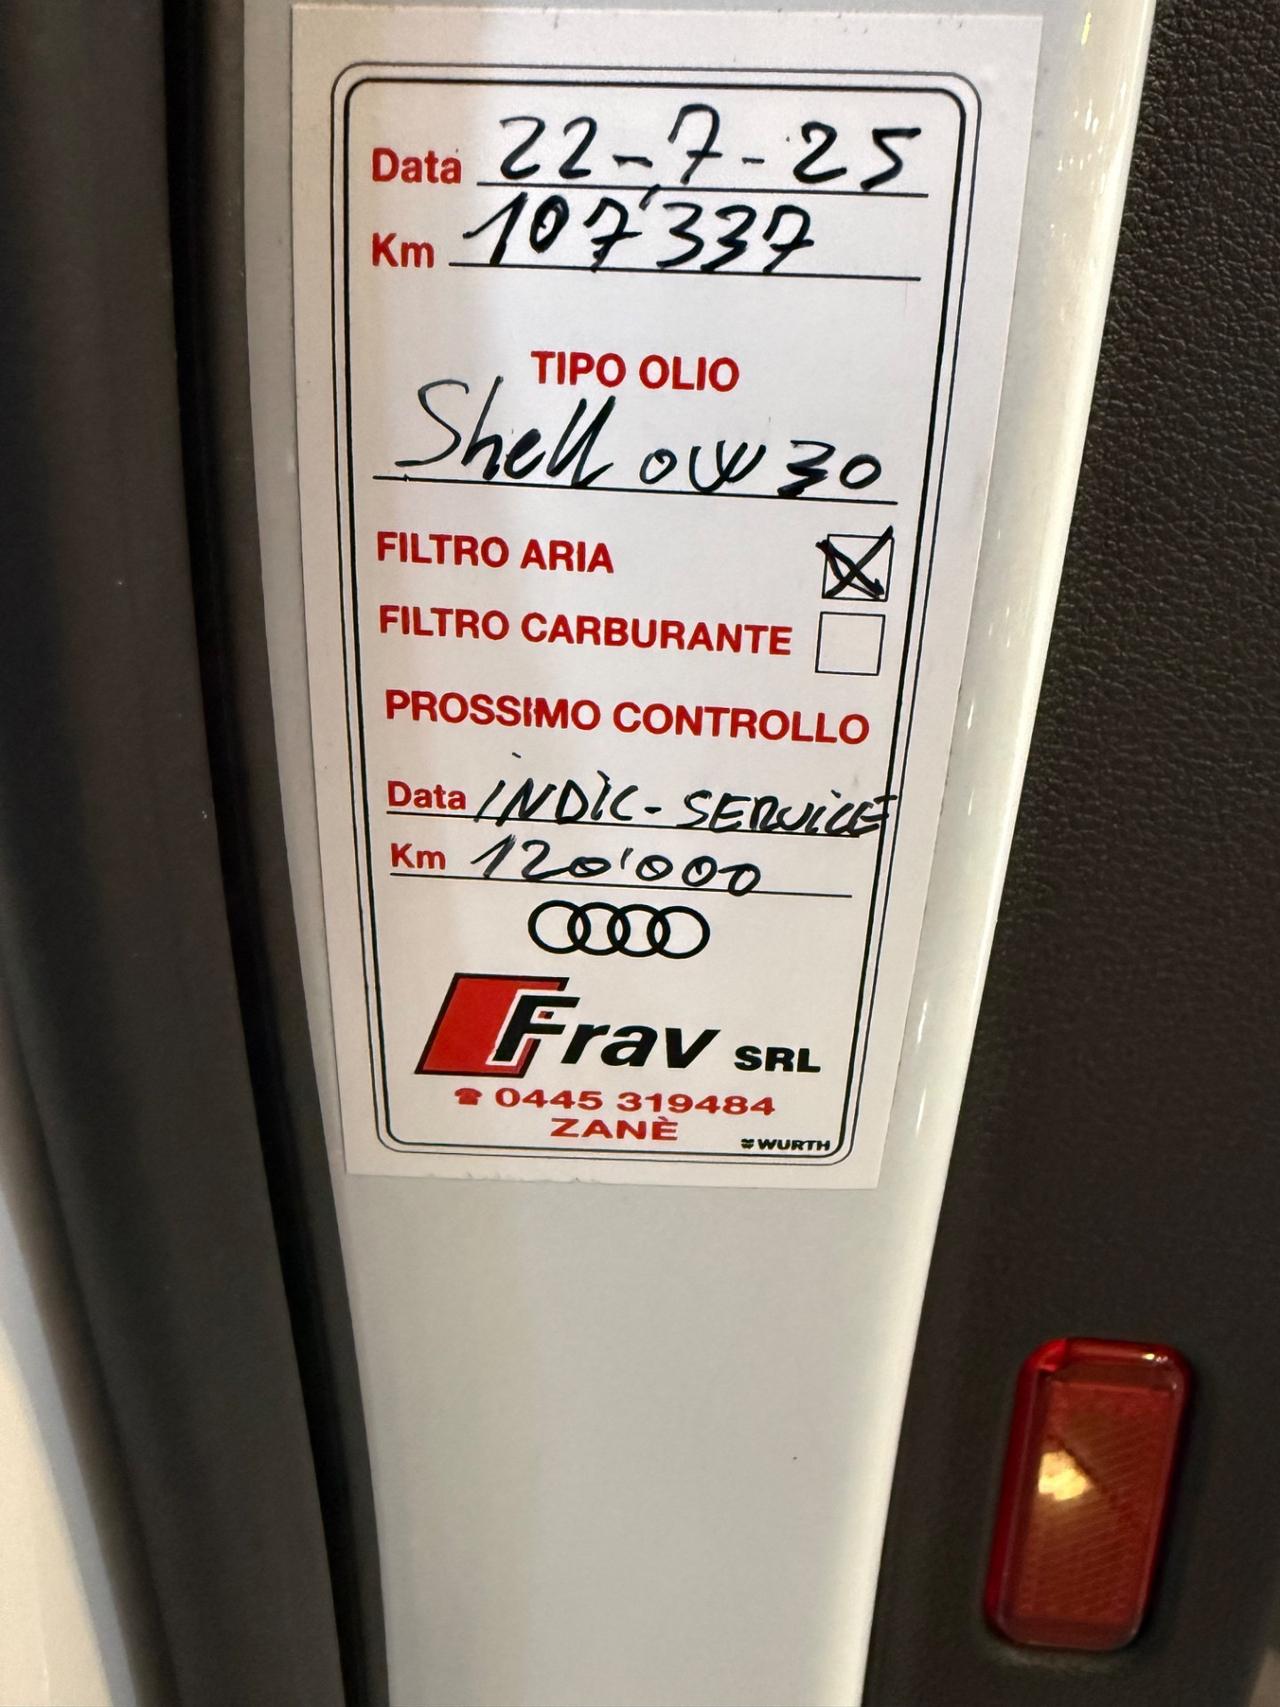 Data 22-7-25
Km 107'337
TIPO OLIO
Shell 0W30
FILTRO ARIA
FILTRO CARBURANTE
PROSSIMO CONTROLLO
Data INDIC-SERVICE
Km 120'000
Frav SRL
0445 319484
ZANÈ
WURTH